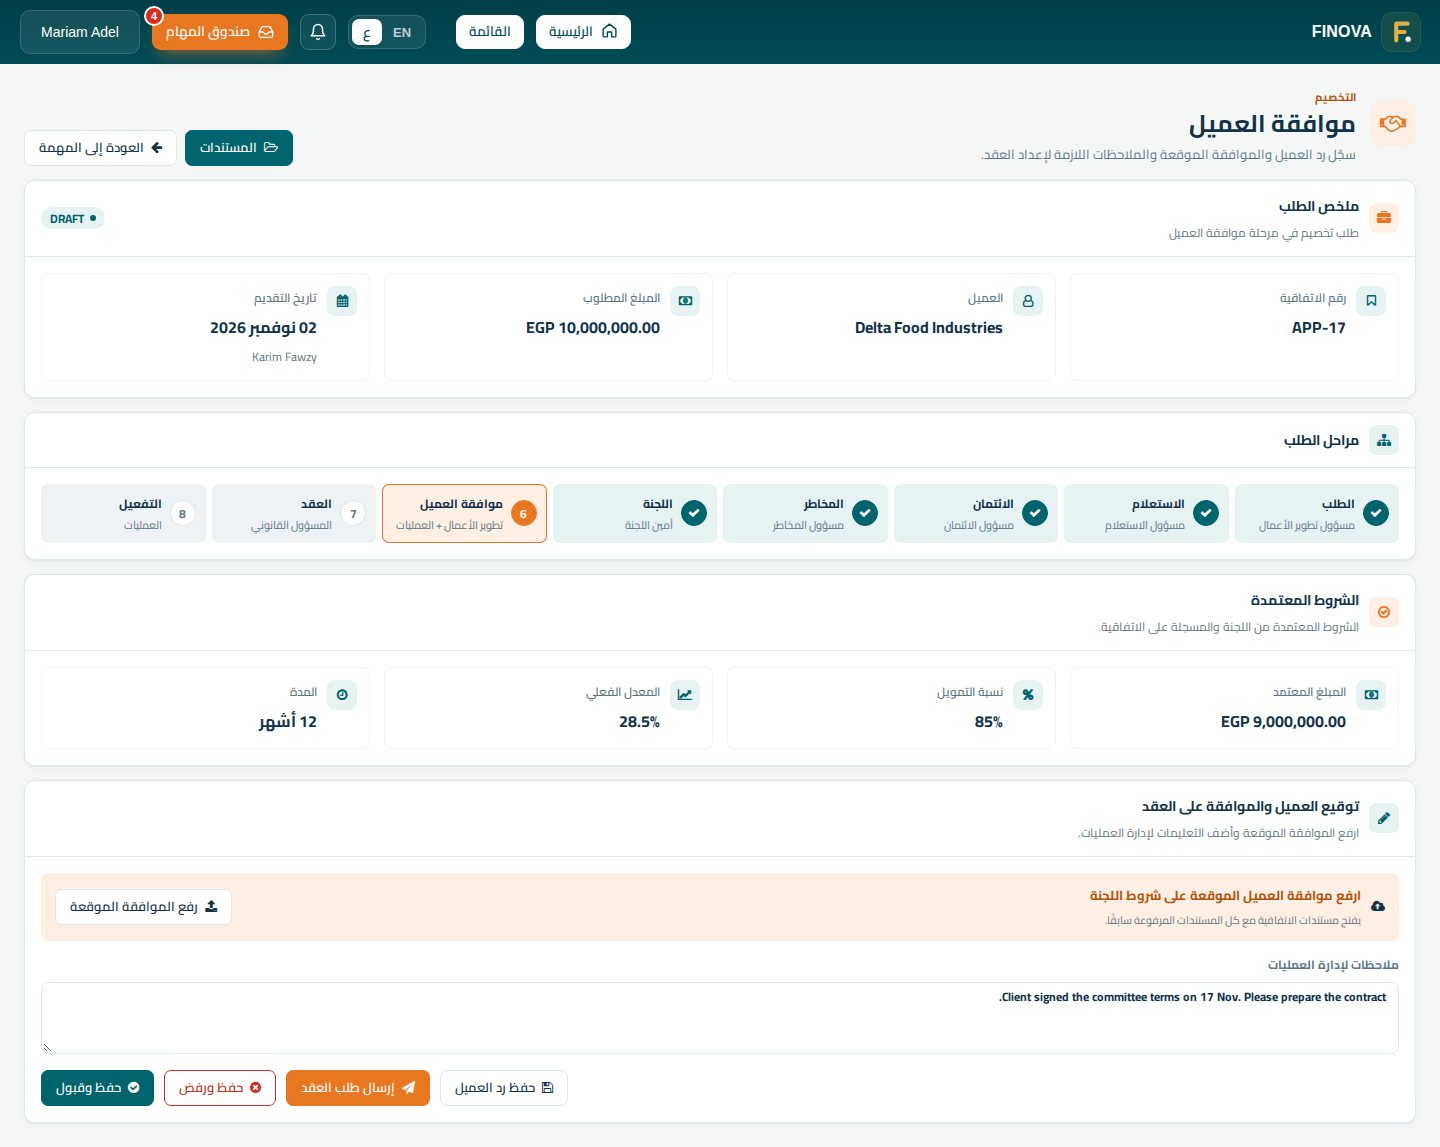 FINOVA
الرئيسية
القائمة
EN
ع
صندوق المهام
4
Mariam Adel
التخصيم
موافقة العميل
سجّل رد العميل والموافقة الموقعة والملاحظات اللازمة لإعداد العقد.
المستندات
العودة إلى المهمة
ملخص الطلب
طلب تخصيم في مرحلة موافقة العميل
DRAFT
رقم الاتفاقية
APP-17
العميل
Delta Food Industries
المبلغ المطلوب
EGP 10,000,000.00
تاريخ التقديم
02 نوفمبر 2026
Karim Fawzy
مراحل الطلب
الطلب
مسؤول تطوير الأعمال
الاستعلام
مسؤول الاستعلام
الائتمان
مسؤول الائتمان
المخاطر
مسؤول المخاطر
اللجنة
أمين اللجنة
6
موافقة العميل
تطوير الأعمال + العمليات
7
العقد
المسؤول القانوني
8
التفعيل
العمليات
الشروط المعتمدة
الشروط المعتمدة من اللجنة والمسجلة على الاتفاقية.
المبلغ المعتمد
EGP 9,000,000.00
نسبة التمويل
85%
المعدل الفعلي
28.5%
المدة
12 أشهر
توقيع العميل والموافقة على العقد
ارفع الموافقة الموقعة وأضف التعليمات لإدارة العمليات.
ارفع موافقة العميل الموقعة على شروط اللجنة
يفتح مستندات الاتفاقية مع كل المستندات المرفوعة سابقًا.
رفع الموافقة الموقعة
ملاحظات لإدارة العمليات
Client signed the committee terms on 17 Nov. Please prepare the contract.
حفظ رد العميل
إرسال طلب العقد
حفظ ورفض
حفظ وقبول